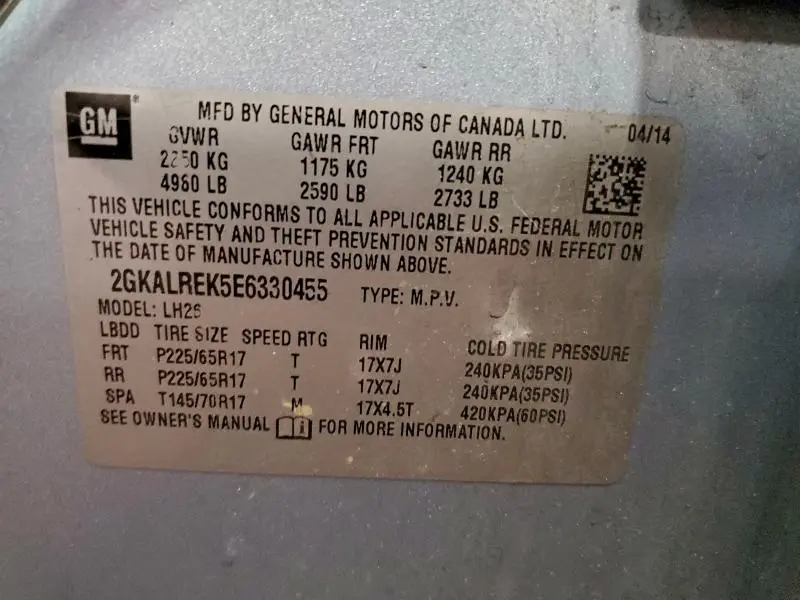 GM ®
MFD BY GENERAL MOTORS OF CANADA LTD. 04/14
GVWR GAWR FRT GAWR RR
KG 1175 KG 1240 KG
4960 LB 2590 LB 2733 LB
THIS VEHICLE CONFORMS TO ALL APPLICABLE U.S. FEDERAL MOTOR
VEHICLE SAFETY AND THEFT PREVENTION STANDARDS IN EFFECT ON
THE DATE OF MANUFACTURE SHOWN ABOVE.
2GKALREK5E6330455 TYPE: M.P.V.
MODEL:
LBDD TIRE SIZE SPEED RTG RIM COLD TIRE PRESSURE
FRT P225/65R17 T 17X7J 240KPA(35PSI)
RR P225/65R17 T 17X7J 240KPA(35PSI)
SPA T145/70R17 M 17X4.5T 420KPA(60PSI)
SEE OWNER'S MANUAL i FOR MORE INFORMATION.